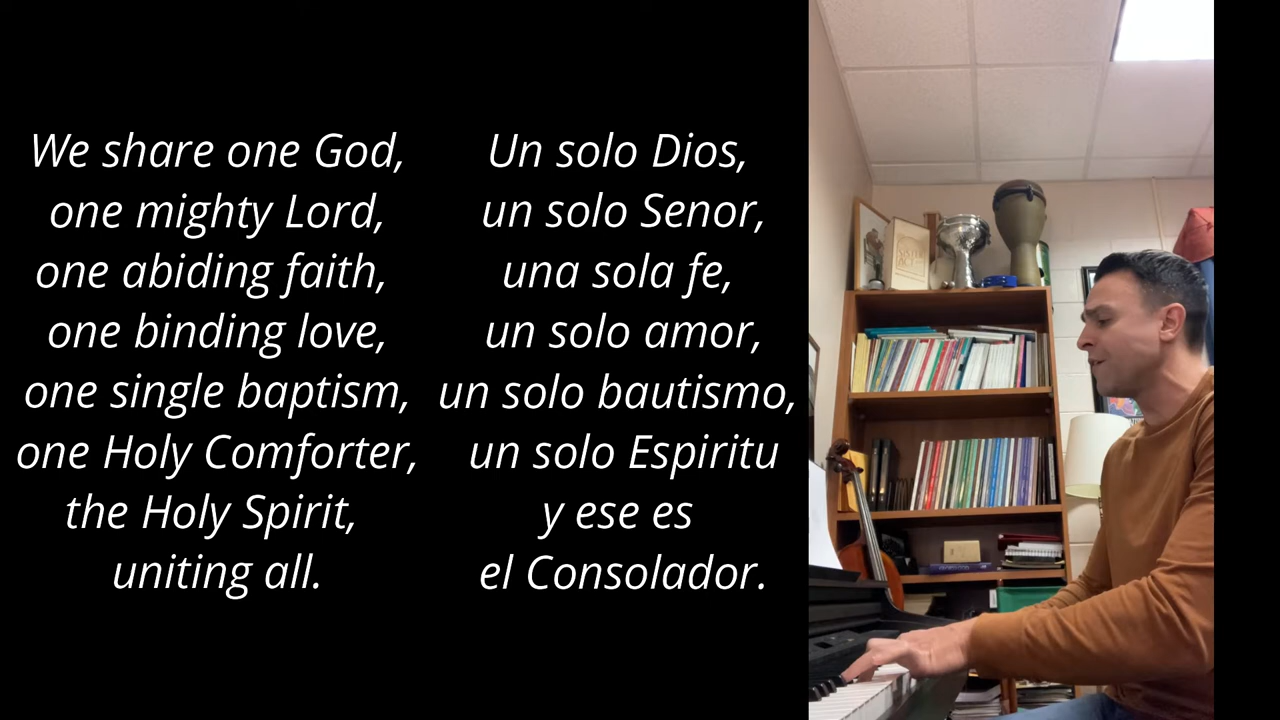 We share one God,
one mighty Lord,
one abiding faith,
one binding love,
one single baptism,
one Holy Comforter,
the Holy Spirit,
uniting all.
Un solo Dios,
un solo Senor,
una sola fe,
un solo amor,
un solo bautismo,
un solo Espiritu
y ese es
el Consolador.